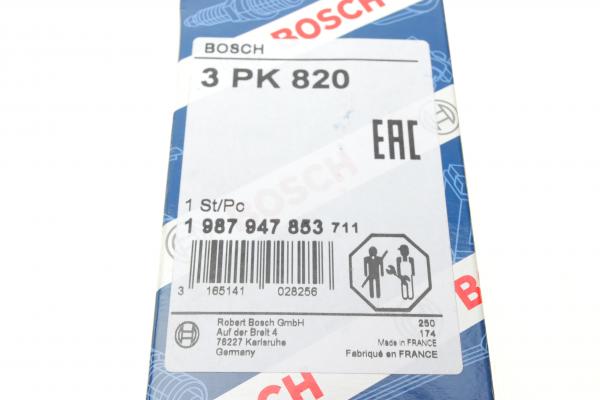 BOSCH
BOSCH
3 PK 820
EAC
BOSCH
1 St/Pc
1 987 947 853 711
3 165141 028256
Robert Bosch GmbH
Auf der Breit 4
76227 Karlsruhe
Germany
250
174
Made in FRANCE
Fabriqué en FRANCE
BOSCH
BOSCH